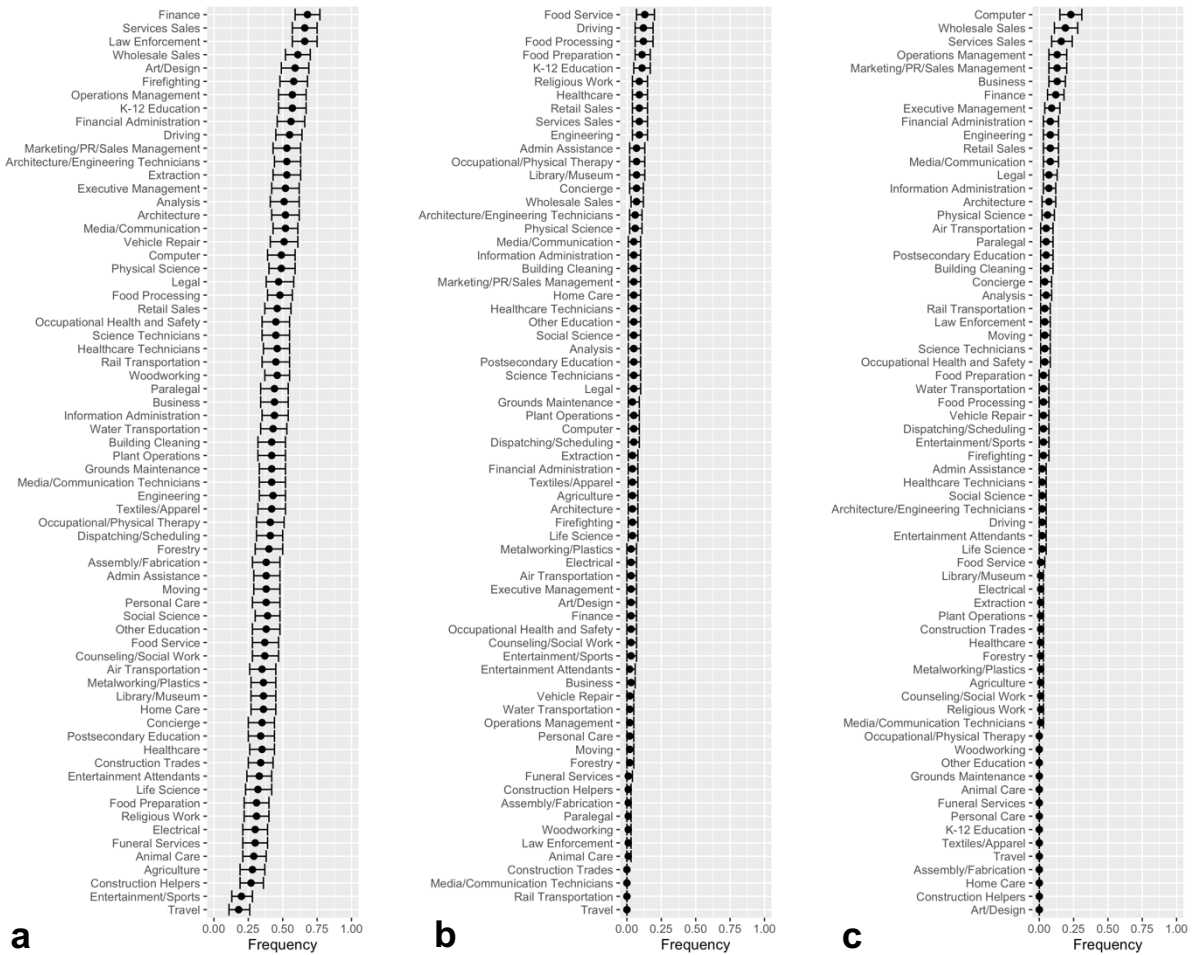 Finance
Services Sales
Law Enforcement
Wholesale Sales
Art/Design
Firefighting
Operations Management
K-12 Education
Financial Administration
Driving
Marketing/PR/Sales Management
Architecture/Engineering Technicians
Extraction
Executive Management
Analysis
Architecture
Media/Communication
Vehicle Repair
Computer
Physical Science
Legal
Food Processing
Retail Sales
Occupational Health and Safety
Science Technicians
Healthcare Technicians
Rail Transportation
Woodworking
Paralegal
Business
Information Administration
Water Transportation
Building Cleaning
Plant Operations
Grounds Maintenance
Media/Communication Technicians
Engineering
Textiles/Apparel
Occupational/Physical Therapy
Dispatching/Scheduling
Forestry
Assembly/Fabrication
Admin Assistance
Moving
Personal Care
Social Science
Other Education
Food Service
Counseling/Social Work
Air Transportation
Metalworking/Plastics
Library/Museum
Home Care
Concierge
Postsecondary Education
Healthcare
Construction Trades
Entertainment Attendants
Life Science
Food Preparation
Religious Work
Electrical
Funeral Services
Animal Care
Agriculture
Construction Helpers
Entertainment/Sports
Travel
0.00 0.25 0.50 0.75 1.00
Frequency
a
Food Service
Driving
Food Processing
Food Preparation
K-12 Education
Religious Work
Healthcare
Retail Sales
Services Sales
Engineering
Admin Assistance
Occupational/Physical Therapy
Library/Museum
Concierge
Wholesale Sales
Architecture/Engineering Technicians
Physical Science
Media/Communication
Information Administration
Building Cleaning
Marketing/PR/Sales Management
Home Care
Healthcare Technicians
Other Education
Social Science
Analysis
Postsecondary Education
Science Technicians
Legal
Grounds Maintenance
Plant Operations
Computer
Dispatching/Scheduling
Extraction
Financial Administration
Textiles/Apparel
Agriculture
Architecture
Firefighting
Life Science
Metalworking/Plastics
Electrical
Air Transportation
Executive Management
Art/Design
Finance
Occupational Health and Safety
Counseling/Social Work
Entertainment/Sports
Entertainment Attendants
Business
Vehicle Repair
Water Transportation
Operations Management
Personal Care
Moving
Forestry
Funeral Services
Construction Helpers
Assembly/Fabrication
Paralegal
Woodworking
Law Enforcement
Animal Care
Construction Trades
Media/Communication Technicians
Rail Transportation
Travel
0.00 0.25 0.50 0.75 1.00
Frequency
b
Computer
Wholesale Sales
Services Sales
Operations Management
Marketing/PR/Sales Management
Business
Finance
Executive Management
Financial Administration
Engineering
Retail Sales
Media/Communication
Legal
Information Administration
Architecture
Physical Science
Air Transportation
Paralegal
Postsecondary Education
Building Cleaning
Concierge
Analysis
Rail Transportation
Law Enforcement
Moving
Science Technicians
Occupational Health and Safety
Food Preparation
Water Transportation
Food Processing
Vehicle Repair
Dispatching/Scheduling
Entertainment/Sports
Firefighting
Admin Assistance
Healthcare Technicians
Social Science
Architecture/Engineering Technicians
Driving
Entertainment Attendants
Life Science
Food Service
Library/Museum
Electrical
Extraction
Plant Operations
Construction Trades
Healthcare
Forestry
Metalworking/Plastics
Agriculture
Counseling/Social Work
Religious Work
Media/Communication Technicians
Occupational/Physical Therapy
Woodworking
Other Education
Grounds Maintenance
Animal Care
Funeral Services
Personal Care
K-12 Education
Textiles/Apparel
Travel
Assembly/Fabrication
Home Care
Construction Helpers
Art/Design
0.00 0.25 0.50 0.75 1.00
Frequency
c